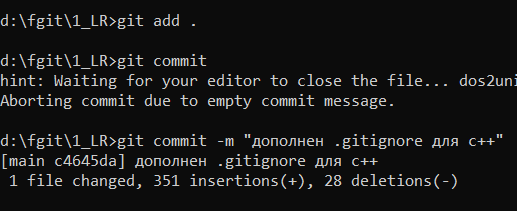 d:\fgit\1_LR>git add .
d:\fgit\1_LR>git commit
hint: Waiting for your editor to close the file... dos2uni
Aborting commit due to empty commit message.
d:\fgit\1_LR>git commit -m "дополнен .gitignore для c++"
[main c4645da] дополнен .gitignore для c++
1 file changed, 351 insertions(+), 28 deletions(-)